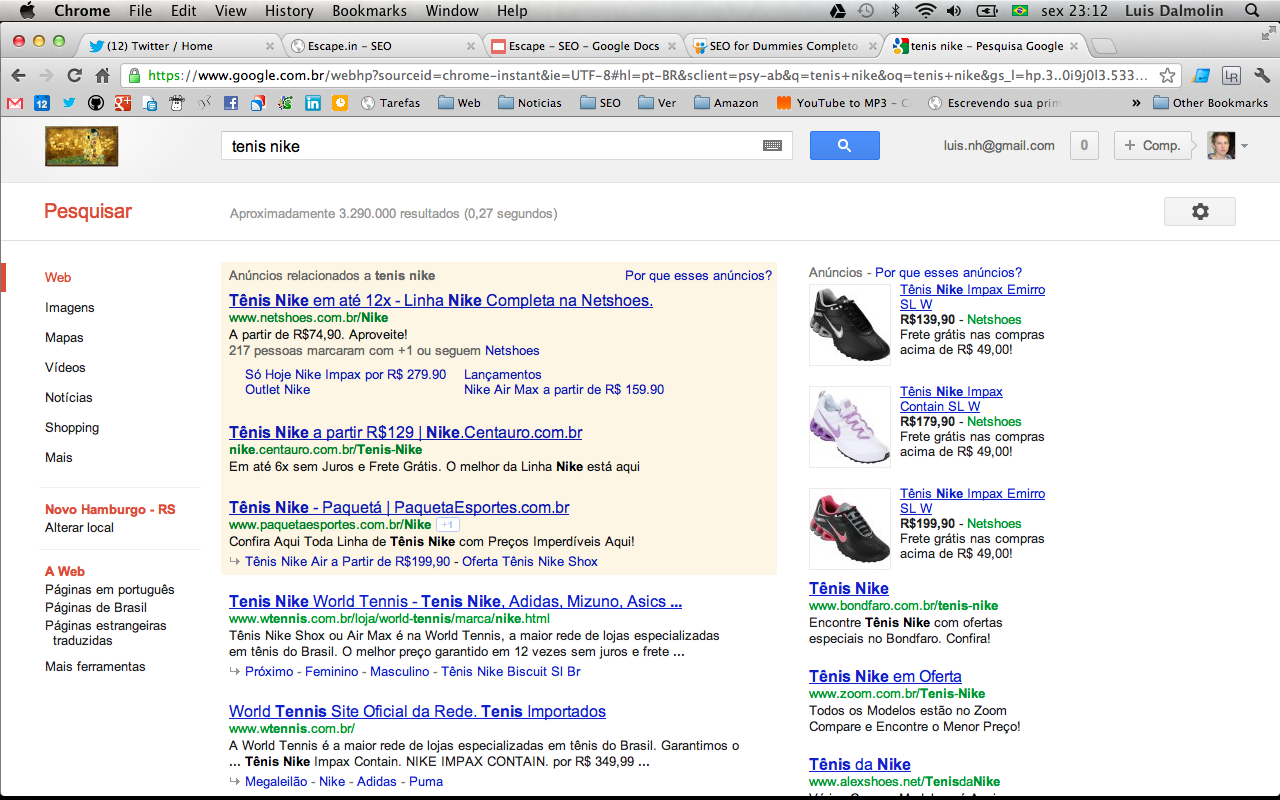 Chrome File Edit View History Bookmarks Window Help sex 23:12 Luis Dalmolin
(12) Twitter / Home
Escape.in - SEO
Escape - SEO - Google Docs
SEO for Dummies Completo
tenis nike - Pesquisa Google
https://www.google.com.br/webhp?sourceid=chrome-instant&ie=UTF-8#hl=pt-BR&sclient=psy-ab&q=tenis+nike&oq=tenis+nike&gs_l=hp.3..0i9j0l3.533...
12 Tarefas Web Noticias SEO Ver Amazon YouTube to MP3 - C Escrevendo sua prim » Other Bookmarks
tenis nike
luis.nh@gmail.com 0 + Comp.
Pesquisar
Aproximadamente 3.290.000 resultados (0,27 segundos)
Web
Imagens
Mapas
Vídeos
Notícias
Shopping
Mais
Novo Hamburgo - RS
Alterar local
A Web
Páginas em português
Páginas de Brasil
Páginas estrangeiras
traduzidas
Mais ferramentas
Anúncios relacionados a tenis nike Por que esses anúncios?
Tênis Nike em até 12x - Linha Nike Completa na Netshoes.
www.netshoes.com.br/Nike
A partir de R$74,90. Aproveite!
217 pessoas marcaram com +1 ou seguem Netshoes
Só Hoje Nike Impax por R$ 279.90 Lançamentos
Outlet Nike Nike Air Max a partir de R$ 159.90
Tênis Nike a partir R$129 | Nike.Centauro.com.br
nike.centauro.com.br/Tenis-Nike
Em até 6x sem Juros e Frete Grátis. O melhor da Linha Nike está aqui
Tênis Nike - Paquetá | PaquetaEsportes.com.br
www.paquetaesportes.com.br/Nike +1
Confira Aqui Toda Linha de Tênis Nike com Preços Imperdíveis Aqui!
Tênis Nike Air a Partir de R$199,90 - Oferta Tênis Nike Shox
Tenis Nike World Tennis - Tenis Nike, Adidas, Mizuno, Asics ...
www.wtennis.com.br/loja/world-tennis/marca/nike.html
Tênis Nike Shox ou Air Max é na World Tennis, a maior rede de lojas especializadas
em tênis do Brasil. O melhor preço garantido em 12 vezes sem juros e frete ...
Próximo - Feminino - Masculino - Tênis Nike Biscuit Sl Br
World Tennis Site Oficial da Rede. Tenis Importados
www.wtennis.com.br/
A World Tennis é a maior rede de lojas especializadas em tênis do Brasil. Garantimos o
... Tênis Nike Impax Contain. NIKE IMPAX CONTAIN. por R$ 349,99 ...
Megaleilão - Nike - Adidas - Puma
Anúncios - Por que esses anúncios?
Tênis Nike Impax Emirro
SL W
R$139,90 - Netshoes
Frete grátis nas compras
acima de R$ 49,00!
Tênis Nike Impax
Contain SL W
R$179,90 - Netshoes
Frete grátis nas compras
acima de R$ 49,00!
Tênis Nike Impax Emirro
SL W
R$199,90 - Netshoes
Frete grátis nas compras
acima de R$ 49,00!
Tênis Nike
www.bondfaro.com.br/tenis-nike
Encontre Tênis Nike com ofertas
especiais no Bondfaro. Confira!
Tênis Nike em Oferta
www.zoom.com.br/Tenis-Nike
Todos os Modelos estão no Zoom
Compare e Encontre o Menor Preço!
Tênis da Nike
www.alexshoes.net/TenisdaNike